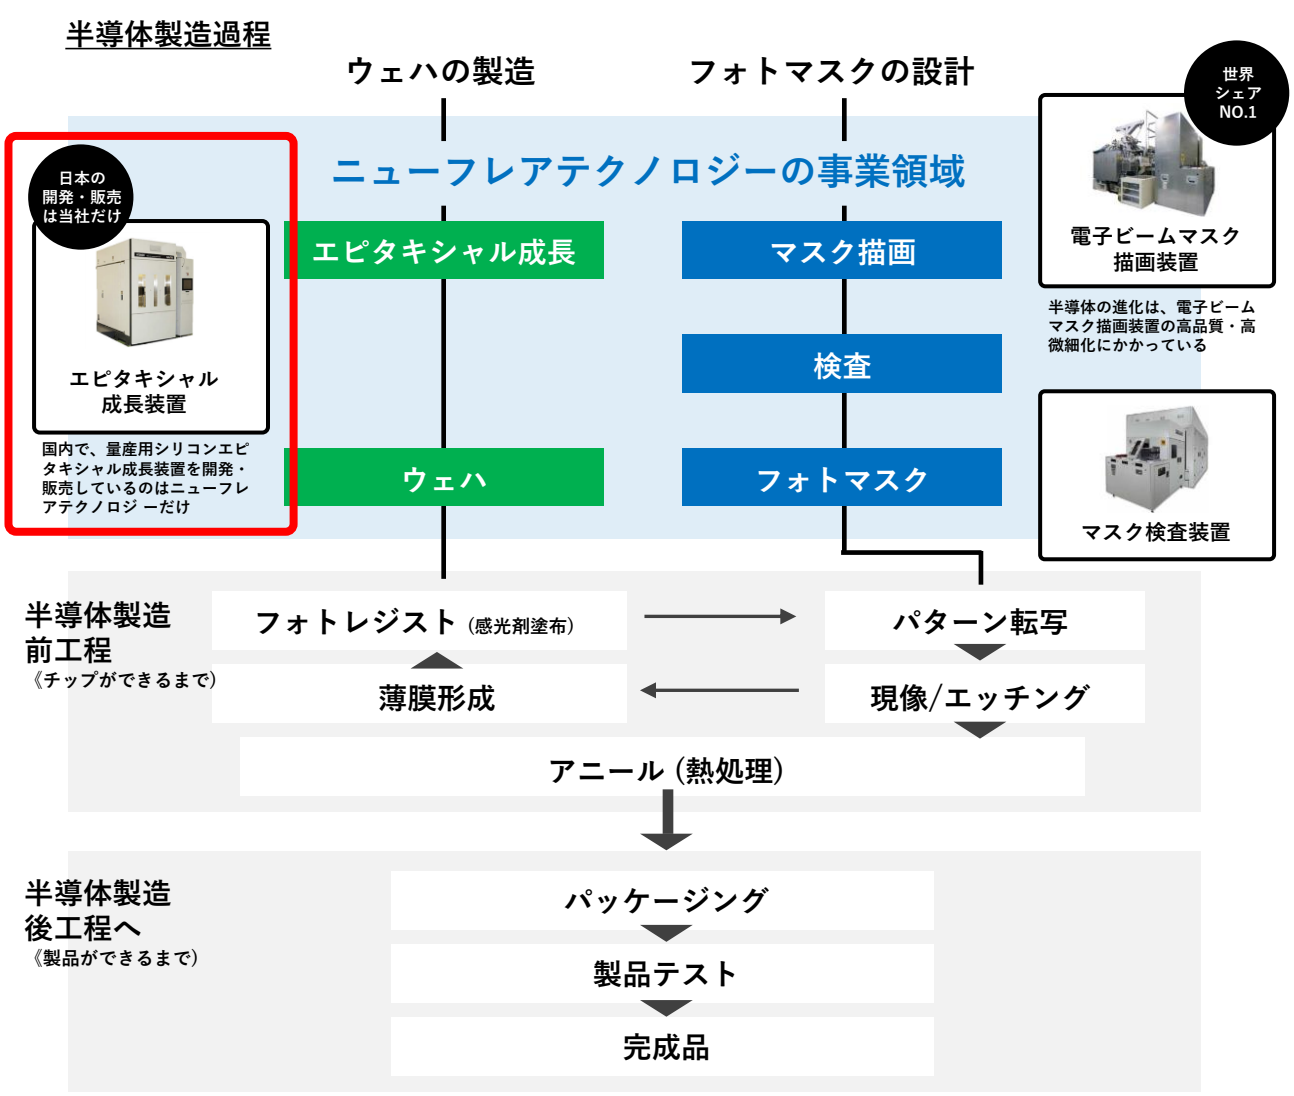 半導体製造過程
ウェハの製造
フォトマスクの設計
ニューフレアテクノロジーの事業領域
日本の
開発・販売
は当社だけ
エピタキシャル
成長装置
国内で、量産用シリコンエピ
タキシャル成長装置を開発・
販売しているのはニューフレ
アテクノロジ ーだけ
エピタキシャル成長
ウェハ
マスク描画
検査
フォトマスク
世界
シェア
NO.1
電子ビームマスク
描画装置
半導体の進化は、電子ビーム
マスク描画装置の高品質・高
微細化にかかっている
マスク検査装置
半導体製造
前工程
《チップができるまで》
フォトレジスト (感光剤塗布)
パターン転写
薄膜形成
現像/エッチング
アニール (熱処理)
半導体製造
後工程へ
《製品ができるまで》
パッケージング
製品テスト
完成品